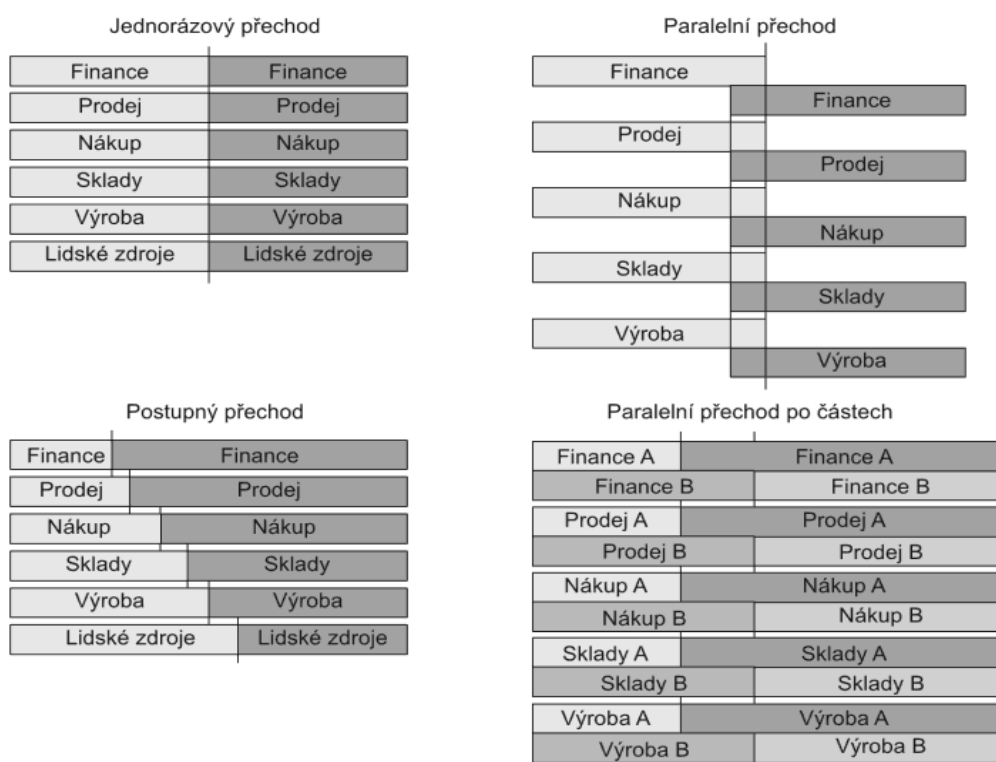 Jednorázový přechod
Finance Finance
Prodej Prodej
Nákup Nákup
Sklady Sklady
Výroba Výroba
Lidské zdroje Lidské zdroje
Paralelní přechod
Finance
Finance
Prodej
Prodej
Nákup
Nákup
Sklady
Sklady
Výroba
Výroba
Postupný přechod
Finance Finance
Prodej Prodej
Nákup Nákup
Sklady Sklady
Výroba Výroba
Lidské zdroje Lidské zdroje
Paralelní přechod po částech
Finance A Finance A
Finance B Finance B
Prodej A Prodej A
Prodej B Prodej B
Nákup A Nákup A
Nákup B Nákup B
Sklady A Sklady A
Sklady B Sklady B
Výroba A Výroba A
Výroba B Výroba B